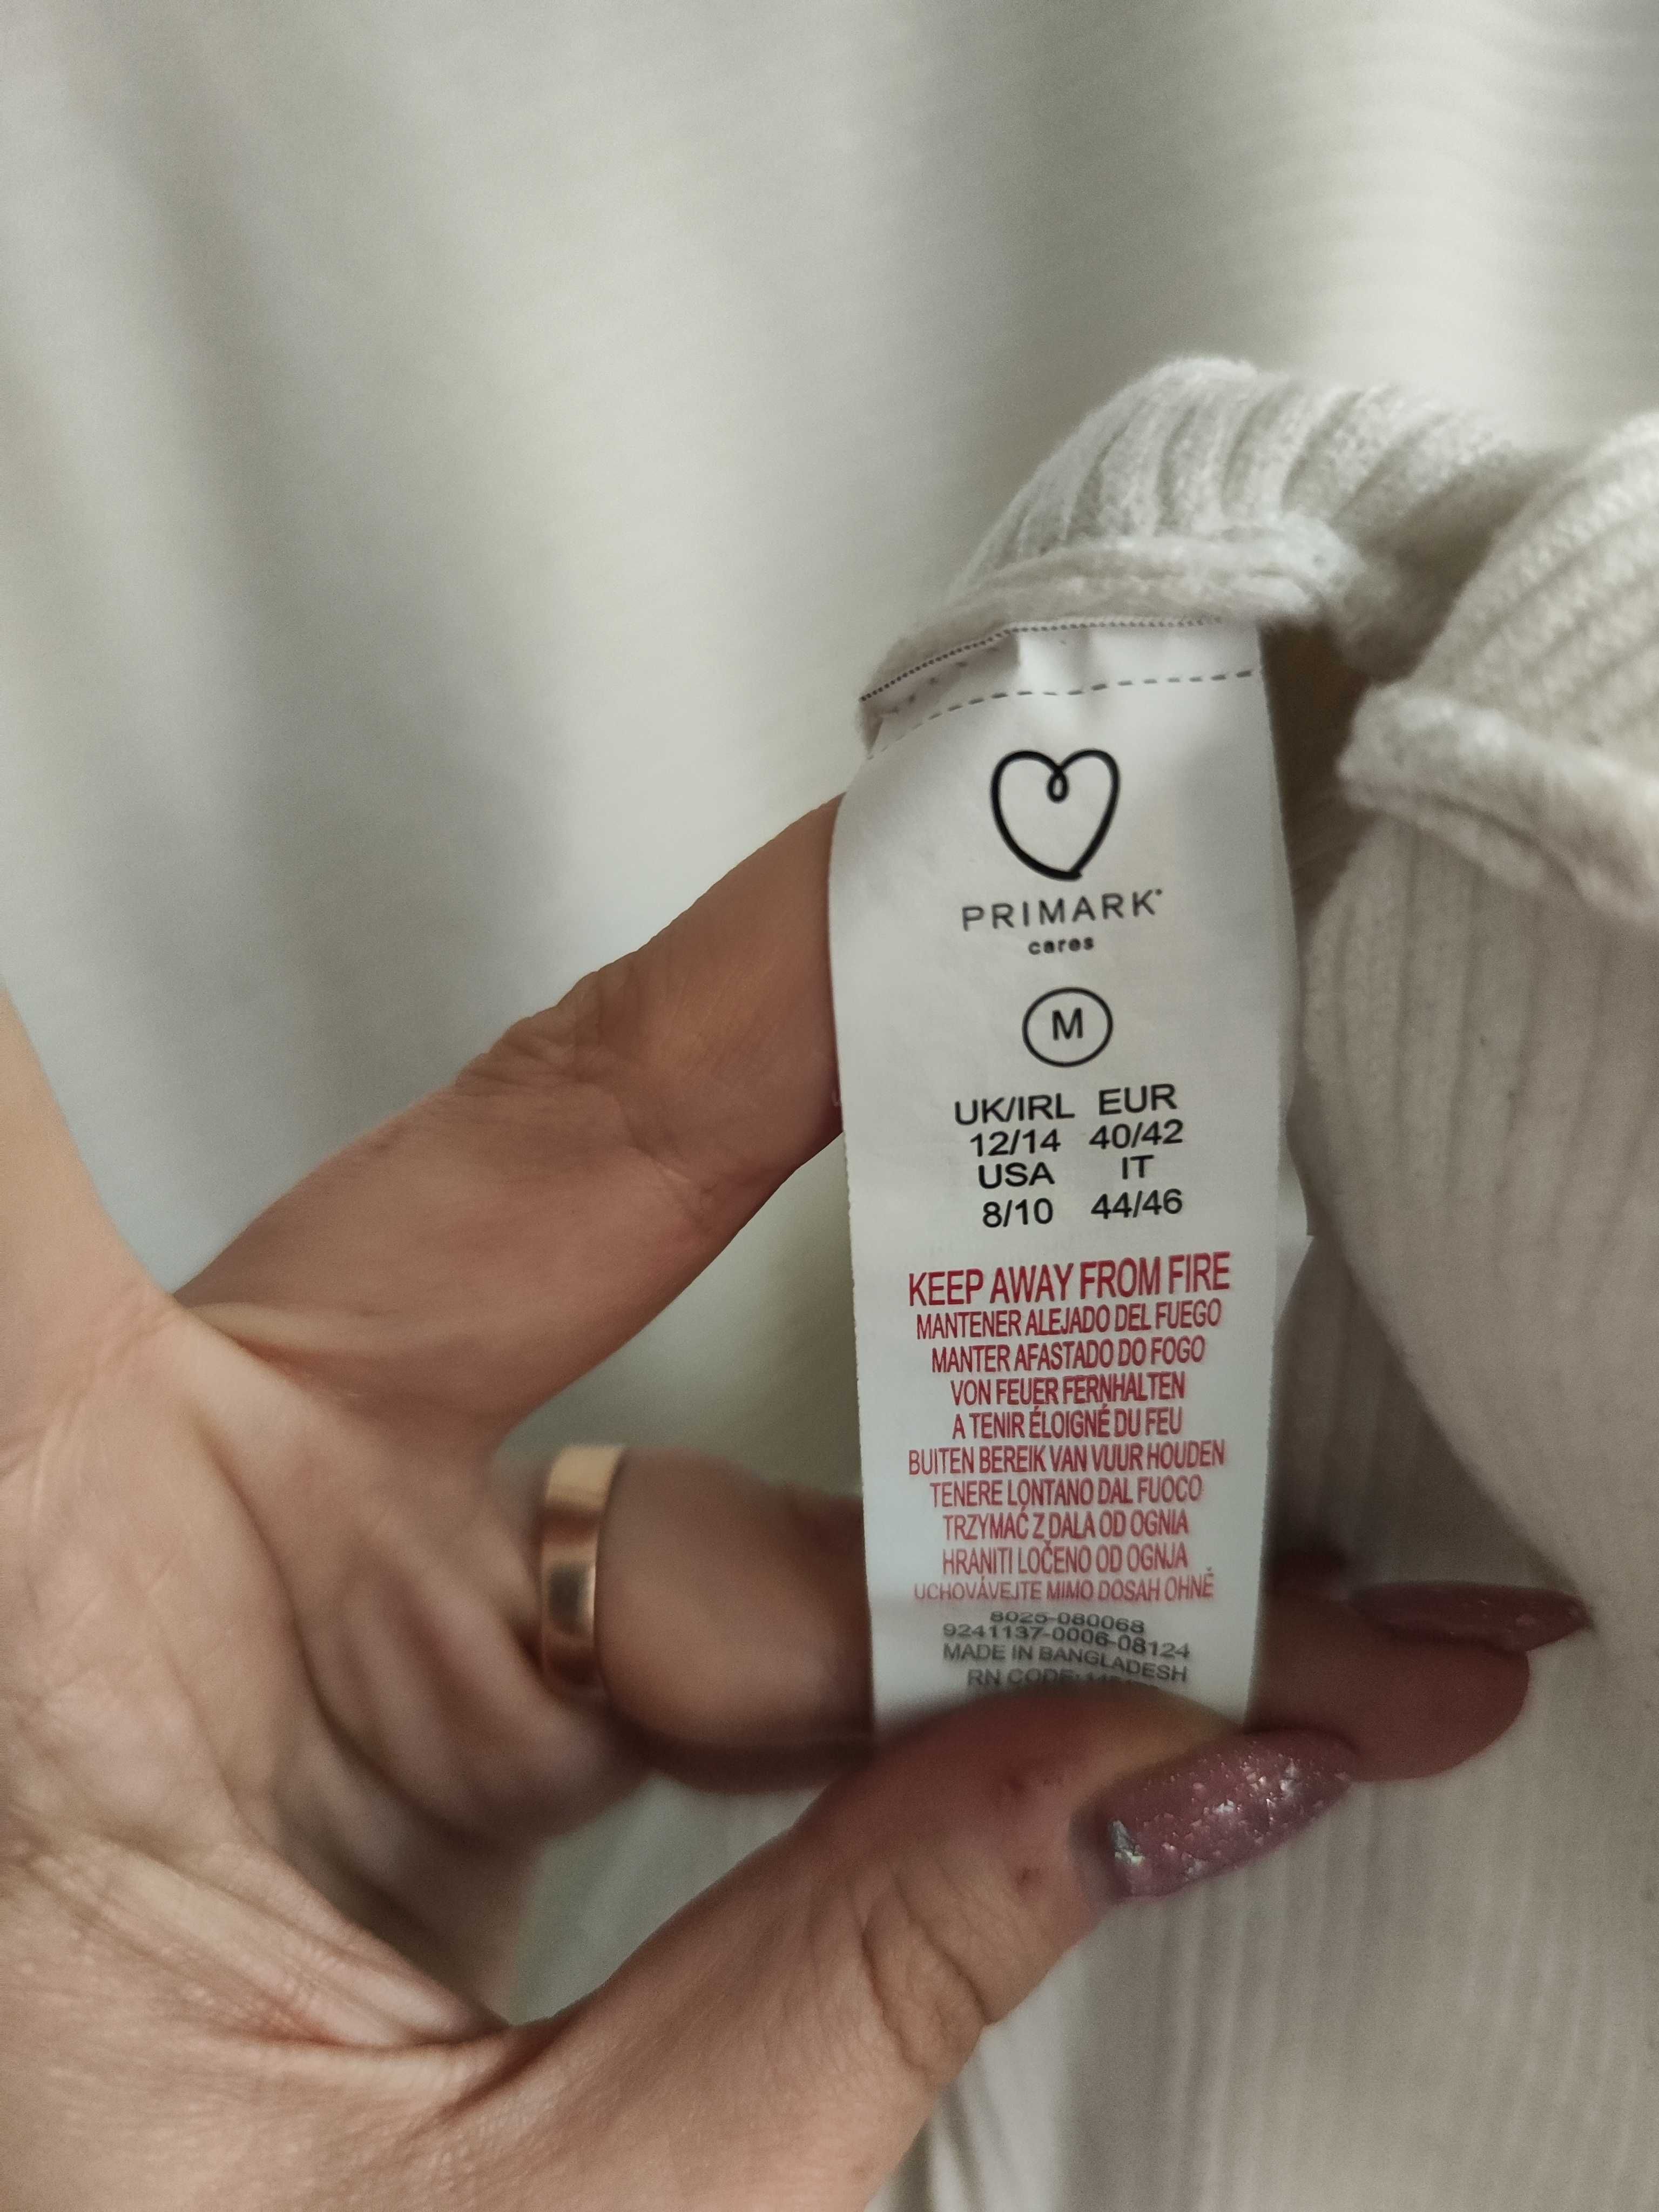 PRIMARK®
cares
M
UK/IRL EUR
12/14 40/42
USA IT
8/10 44/46
KEEP AWAY FROM FIRE
MANTENER ALEJADO DEL FUEGO
MANTER AFASTADO DO FOGO
VON FEUER FERNHALTEN
A TENIR ÉLOIGNÉ DU FEU
BUITEN BEREIK VAN VUUR HOUDEN
TENERE LONTANO DAL FUOCO
TRZYMAĆ Z DALA OD OGNIA
HRANITI LOČENO OD OGNJA
UCHOVÁVEJTE MIMO DOSAH OHNĚ
8025-080068
9241137-0006-08124
MADE IN BANGLADESH
RN CODE: